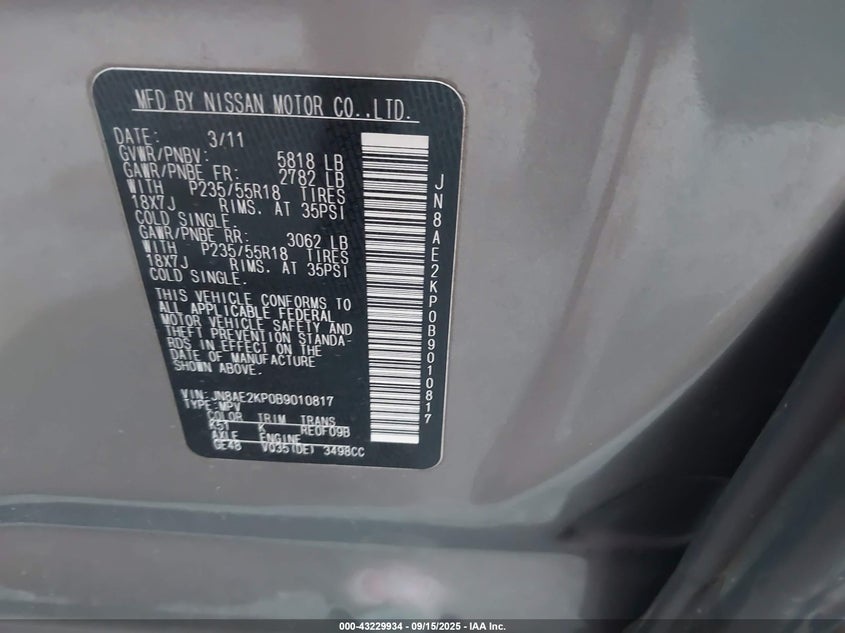 MFD BY NISSAN MOTOR CO.,LTD.
DATE: 3/11
GVWR/PNBV: 5818 LB
GAWR/PNBE FR: 2782 LB
WITH P235/55R18 TIRES
18X7J RIMS. AT 35PSI
COLD SINGLE.
GAWR/PNBE RR: 3062 LB
WITH P235/55R18 TIRES
18X7J RIMS. AT 35PSI
COLD SINGLE.
THIS VEHICLE CONFORMS TO
ALL APPLICABLE FEDERAL
MOTOR VEHICLE SAFETY AND
THEFT PREVENTION STANDA-
RDS IN EFFECT ON THE
DATE OF MANUFACTURE
SHOWN ABOVE.
VIN: JN8AE2KP0B9010817
TYPE: MPV
COLOR TRIM TRANS
K51 K RE0F09B
AXLE ENGINE
GE48 VQ35(DE) 3498CC
JN8AE2KP0B9010817
000-43229934 - 09/15/2025 - IAA Inc.